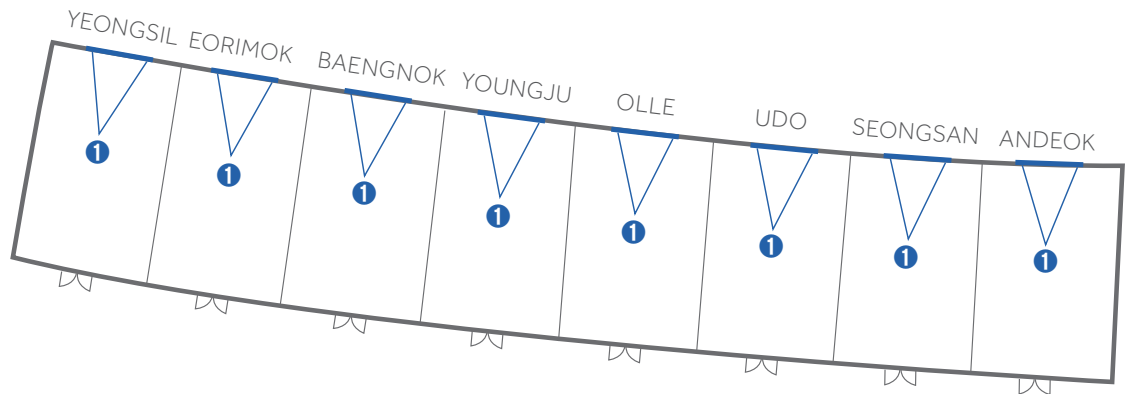 YEONGSIL
EORIMOK
BAENGNOK
YOUNGJU
OLLE
UDO
SEONGSAN
ANDEOK
1
1
1
1
1
1
1
1